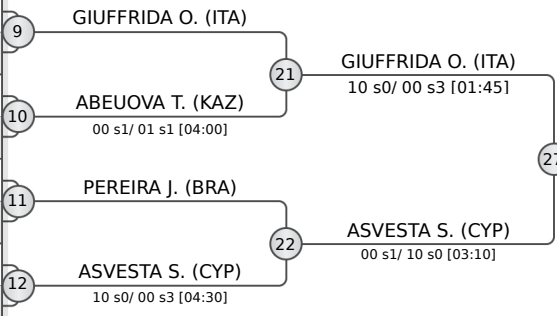 9
GIUFFRIDA O. (ITA)
21
GIUFFRIDA O. (ITA)
10 s0/ 00 s3 [01:45]
10
ABEUOVA T. (KAZ)
00 s1/ 01 s1 [04:00]
27
11
PEREIRA J. (BRA)
22
ASVESTA S. (CYP)
00 s1/ 10 s0 [03:10]
12
ASVESTA S. (CYP)
10 s0/ 00 s3 [04:30]